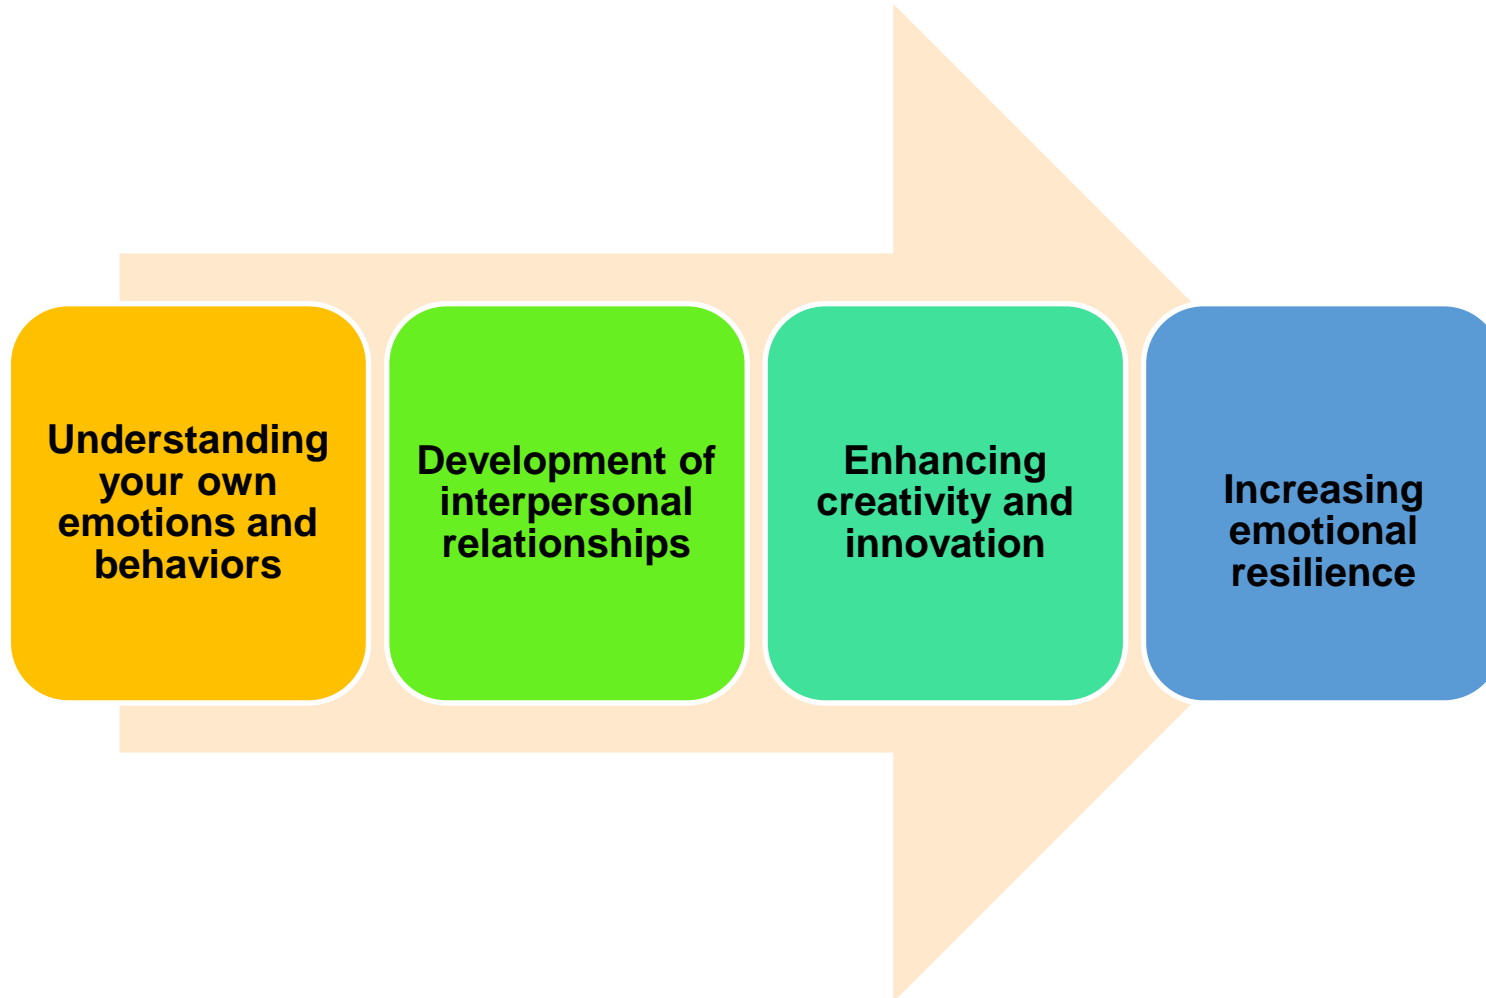 Understanding
your own
emotions and
behaviors
Development of
interpersonal
relationships
Enhancing
creativity and
innovation
Increasing
emotional
resilience